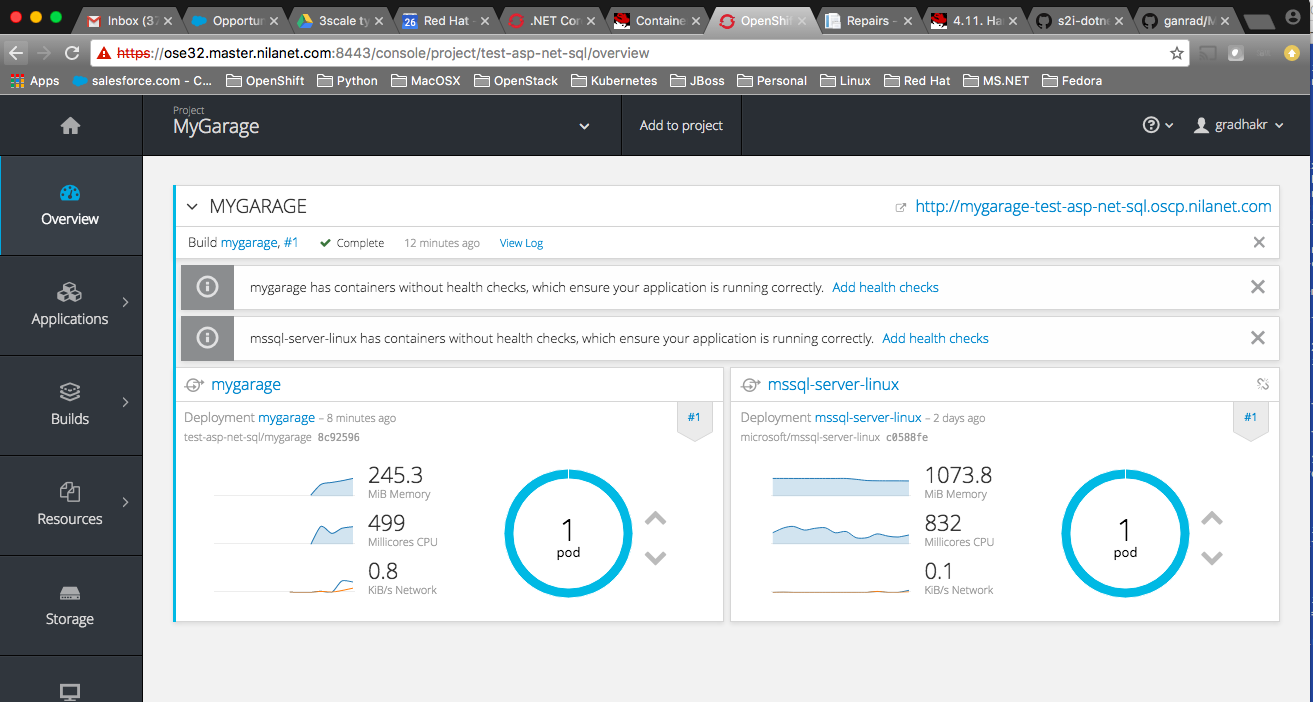 Inbox (37
Opportun
3scale ty
26
Red Hat -
.NET Con
Containe
OpenShif
Repairs -
4.11. Ha
s2i-dotne
ganrad/M
https://ose32.master.nilanet.com:8443/console/project/test-asp-net-sql/overview
Apps
salesforce.com - C...
OpenShift
Python
MacOSX
OpenStack
Kubernetes
JBoss
Personal
Linux
Red Hat
MS.NET
Fedora
Project
MyGarage
Add to project
gradhakr
Overview
Applications
Builds
Resources
Storage
MYGARAGE
http://mygarage-test-asp-net-sql.oscp.nilanet.com
Build mygarage, #1 Complete 12 minutes ago View Log
mygarage has containers without health checks, which ensure your application is running correctly. Add health checks
mssql-server-linux has containers without health checks, which ensure your application is running correctly. Add health checks
mygarage
Deployment mygarage – 8 minutes ago
#1
test-asp-net-sql/mygarage 8c92596
245.3
MiB Memory
499
Millicores CPU
0.8
KiB/s Network
1
pod
mssql-server-linux
Deployment mssql-server-linux – 2 days ago
#1
microsoft/mssql-server-linux c0588fe
1073.8
MiB Memory
832
Millicores CPU
0.1
KiB/s Network
1
pod